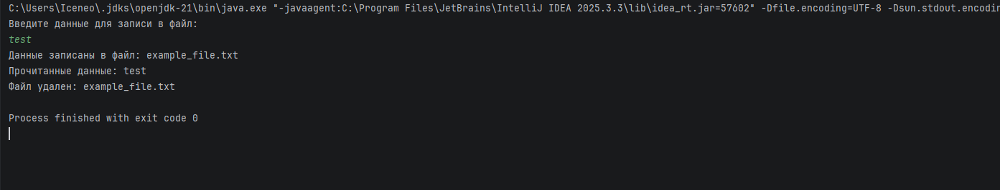 C:\Users\Iceneo\.jdks\openjdk-21\bin\java.exe "-javaagent:C:\Program Files\JetBrains\IntelliJ IDEA 2025.3.3\lib\idea_rt.jar=57602" -Dfile.encoding=UTF-8 -Dsun.stdout.encodin
Введите данные для записи в файл:
test
Данные записаны в файл: example_file.txt
Прочитанные данные: test
Файл удален: example_file.txt
Process finished with exit code 0